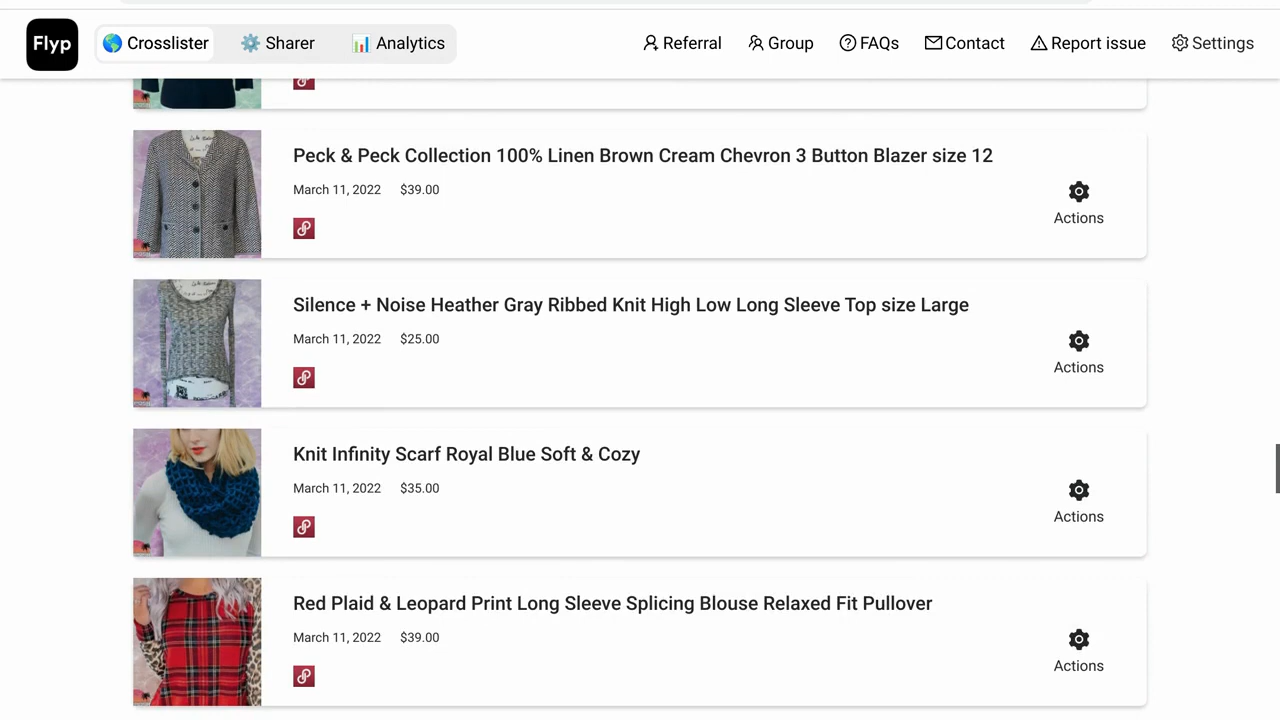 Flyp
Crosslister
Sharer
Analytics
Referral
Group
FAQs
Contact
Report issue
Settings
Peck & Peck Collection 100% Linen Brown Cream Chevron 3 Button Blazer size 12
March 11, 2022 $39.00
Actions
Silence + Noise Heather Gray Ribbed Knit High Low Long Sleeve Top size Large
March 11, 2022 $25.00
Actions
Knit Infinity Scarf Royal Blue Soft & Cozy
March 11, 2022 $35.00
Actions
Red Plaid & Leopard Print Long Sleeve Splicing Blouse Relaxed Fit Pullover
March 11, 2022 $39.00
Actions